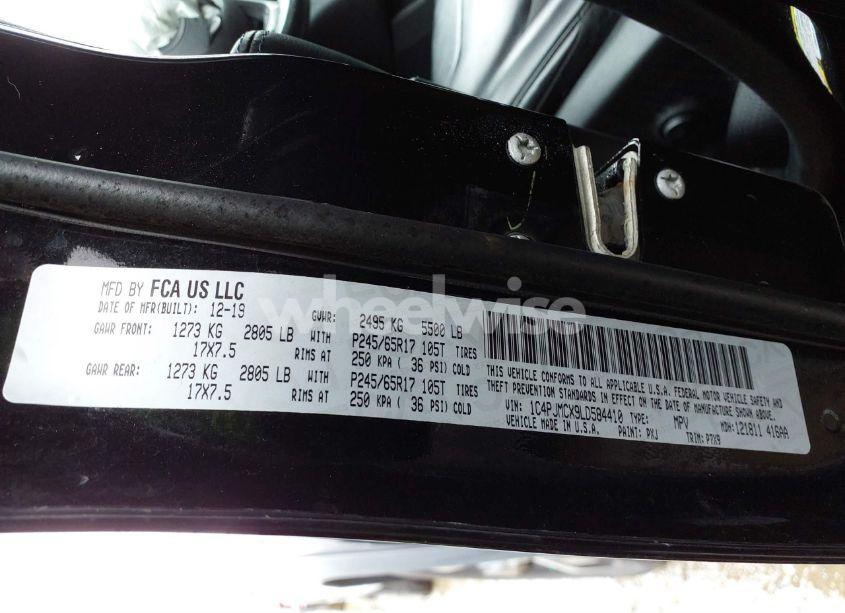 MFD BY FCA US LLC
DATE OF MFR(BUILT): 12-19 GVWR: 2495 KG 5500 LB
GAWR FRONT: 1273 KG 2805 LB WITH P245/65R17 105T TIRES
17X7.5 RIMS AT 250 KPA ( 36 PSI) COLD
GAWR REAR: 1273 KG 2805 LB WITH P245/65R17 105T TIRES
17X7.5 RIMS AT 250 KPA ( 36 PSI) COLD
THIS VEHICLE CONFORMS TO ALL APPLICABLE U.S.A. FEDERAL MOTOR VEHICLE SAFETY AND
THEFT PREVENTION STANDARDS IN EFFECT ON THE DATE OF MANUFACTURE SHOWN ABOVE.
VIN: 1C4PJMCX9LD584410 TYPE: MPV MDH: 121811 416AA
VEHICLE MADE IN U.S.A. PAINT: PXJ TRIM: P7X9
wheelwise